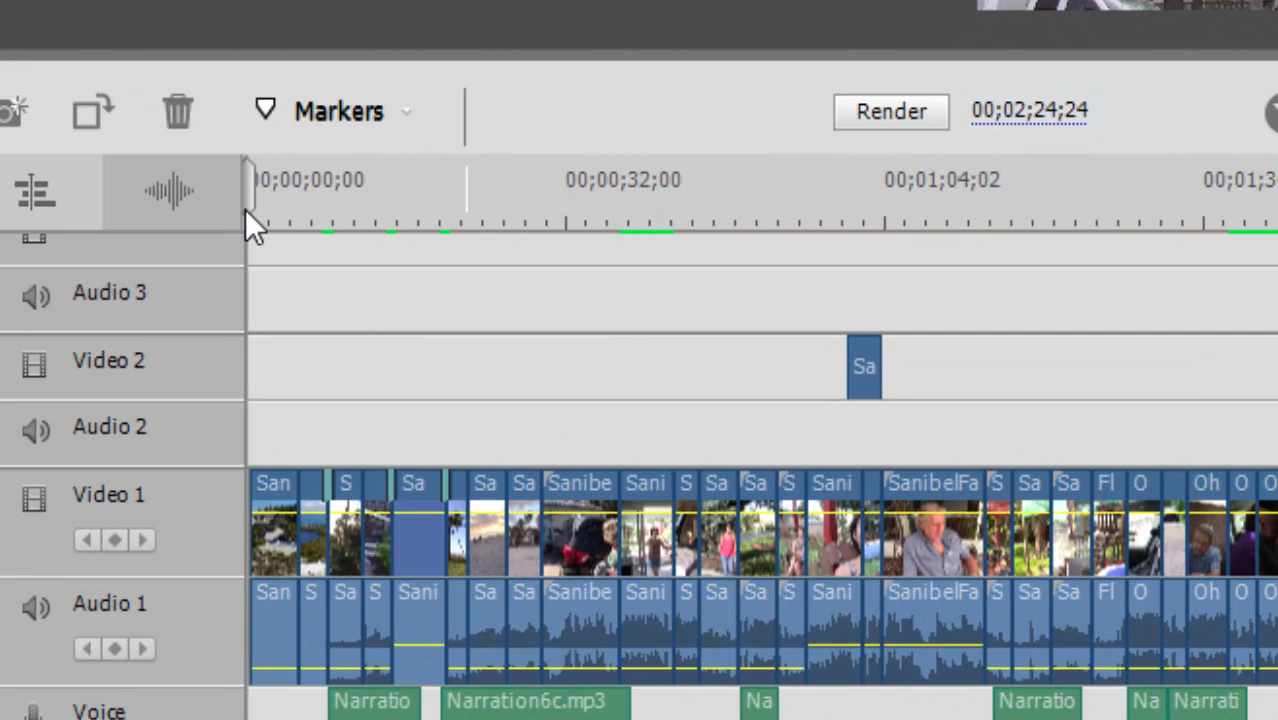 Markers
Render 00;02;24;24
00;00;00;00 00;00;32;00 00;01;04;02 00;01;3
Audio 3
Video 2 Sa
Audio 2
Video 1 San S Sa Sa Sa Sanibe Sani S Sa Sa S Sani SanibelFa S Sa Sa Fl O Oh O O
Audio 1 San S Sa S Sani Sa Sa Sanibe Sani S Sa Sa S Sani SanibelFa S Sa Sa Fl O Oh O O
Voice Narratio Narration6c.mp3 Na Narratio Na Narrati